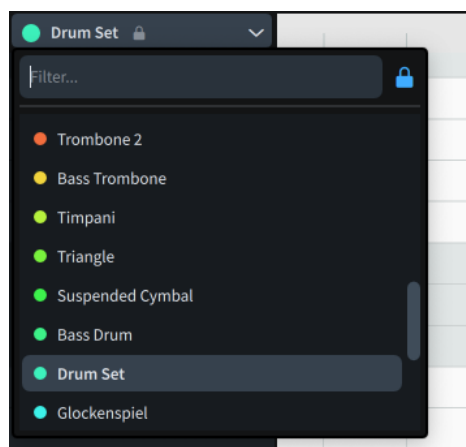 Drum Set
Filter...
Trombone 2
Bass Trombone
Timpani
Triangle
Suspended Cymbal
Bass Drum
Drum Set
Glockenspiel